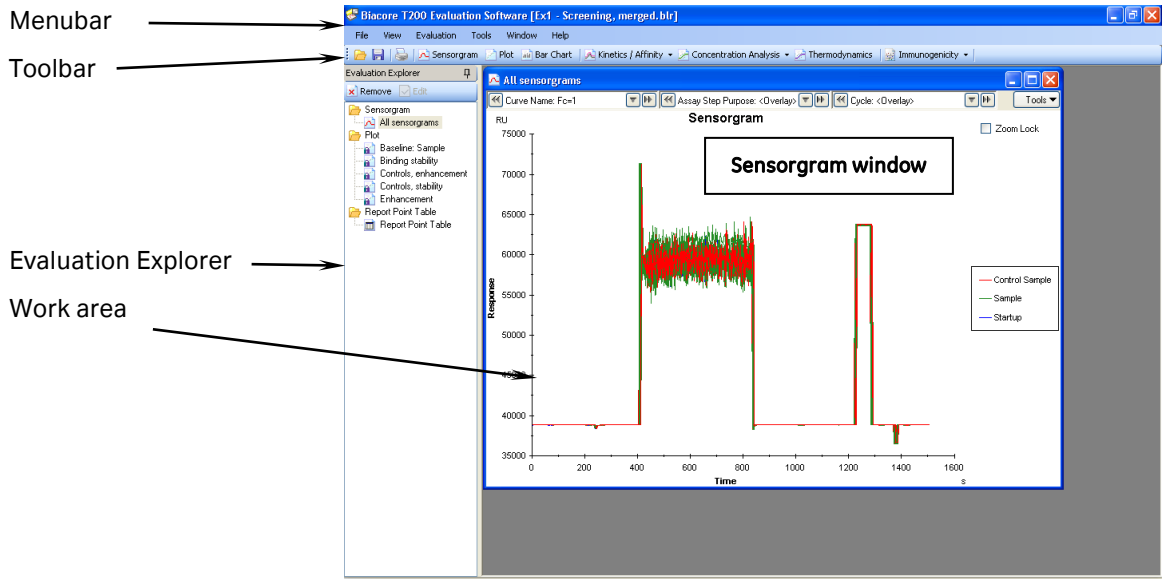 Menubar
Toolbar
Evaluation Explorer
Work area
Biacore T200 Evaluation Software [Ex1 - Screening, merged.blr]
File View Evaluation Tools Window Help
Sensorgram Plot Bar Chart Kinetics / Affinity Concentration Analysis Thermodynamics Immunogenicity
Evaluation Explorer
Remove Edit
Sensorgram
All sensorgrams
Plot
Baseline: Sample
Binding stability
Controls, enhancement
Controls, stability
Enhancement
Report Point Table
Report Point Table
All sensorgrams
Curve Name: Fc=1 Assay Step Purpose: <Overlay> Cycle: <Overlay> Tools
RU Sensorgram Zoom Lock
Sensorgram window
75000
70000
65000
60000
55000
50000
45000
40000
35000
Response
0 200 400 600 800 1000 1200 1400 1600
Time s
Control Sample
Sample
Startup